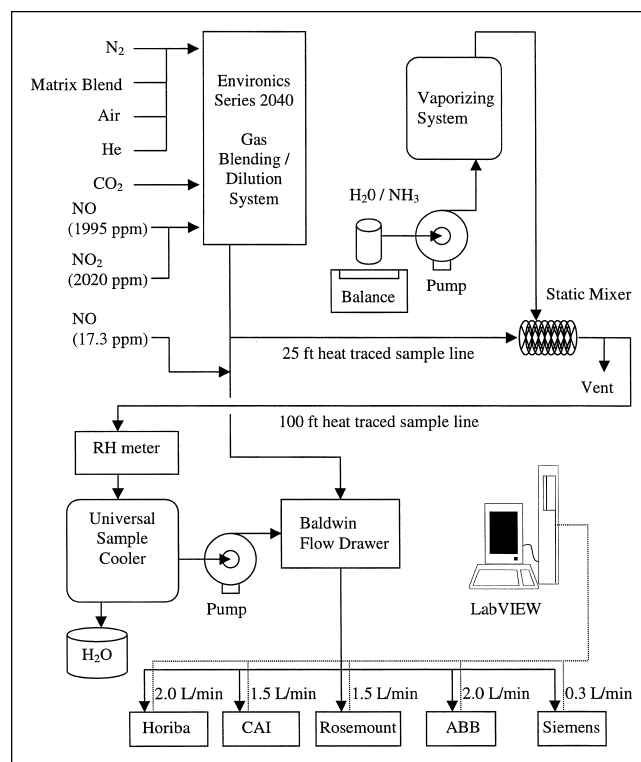 N₂
Matrix Blend
Air
He
CO₂
NO
(1995 ppm)
NO₂
(2020 ppm)
NO
(17.3 ppm)
Environics
Series 2040
Gas
Blending /
Dilution
System
Vaporizing
System
H₂0 / NH₃
Balance
Pump
Static Mixer
25 ft heat traced sample line
Vent
100 ft heat traced sample line
RH meter
Universal
Sample
Cooler
Pump
H₂O
Baldwin
Flow Drawer
LabVIEW
2.0 L/min
1.5 L/min
1.5 L/min
2.0 L/min
0.3 L/min
Horiba
CAI
Rosemount
ABB
Siemens